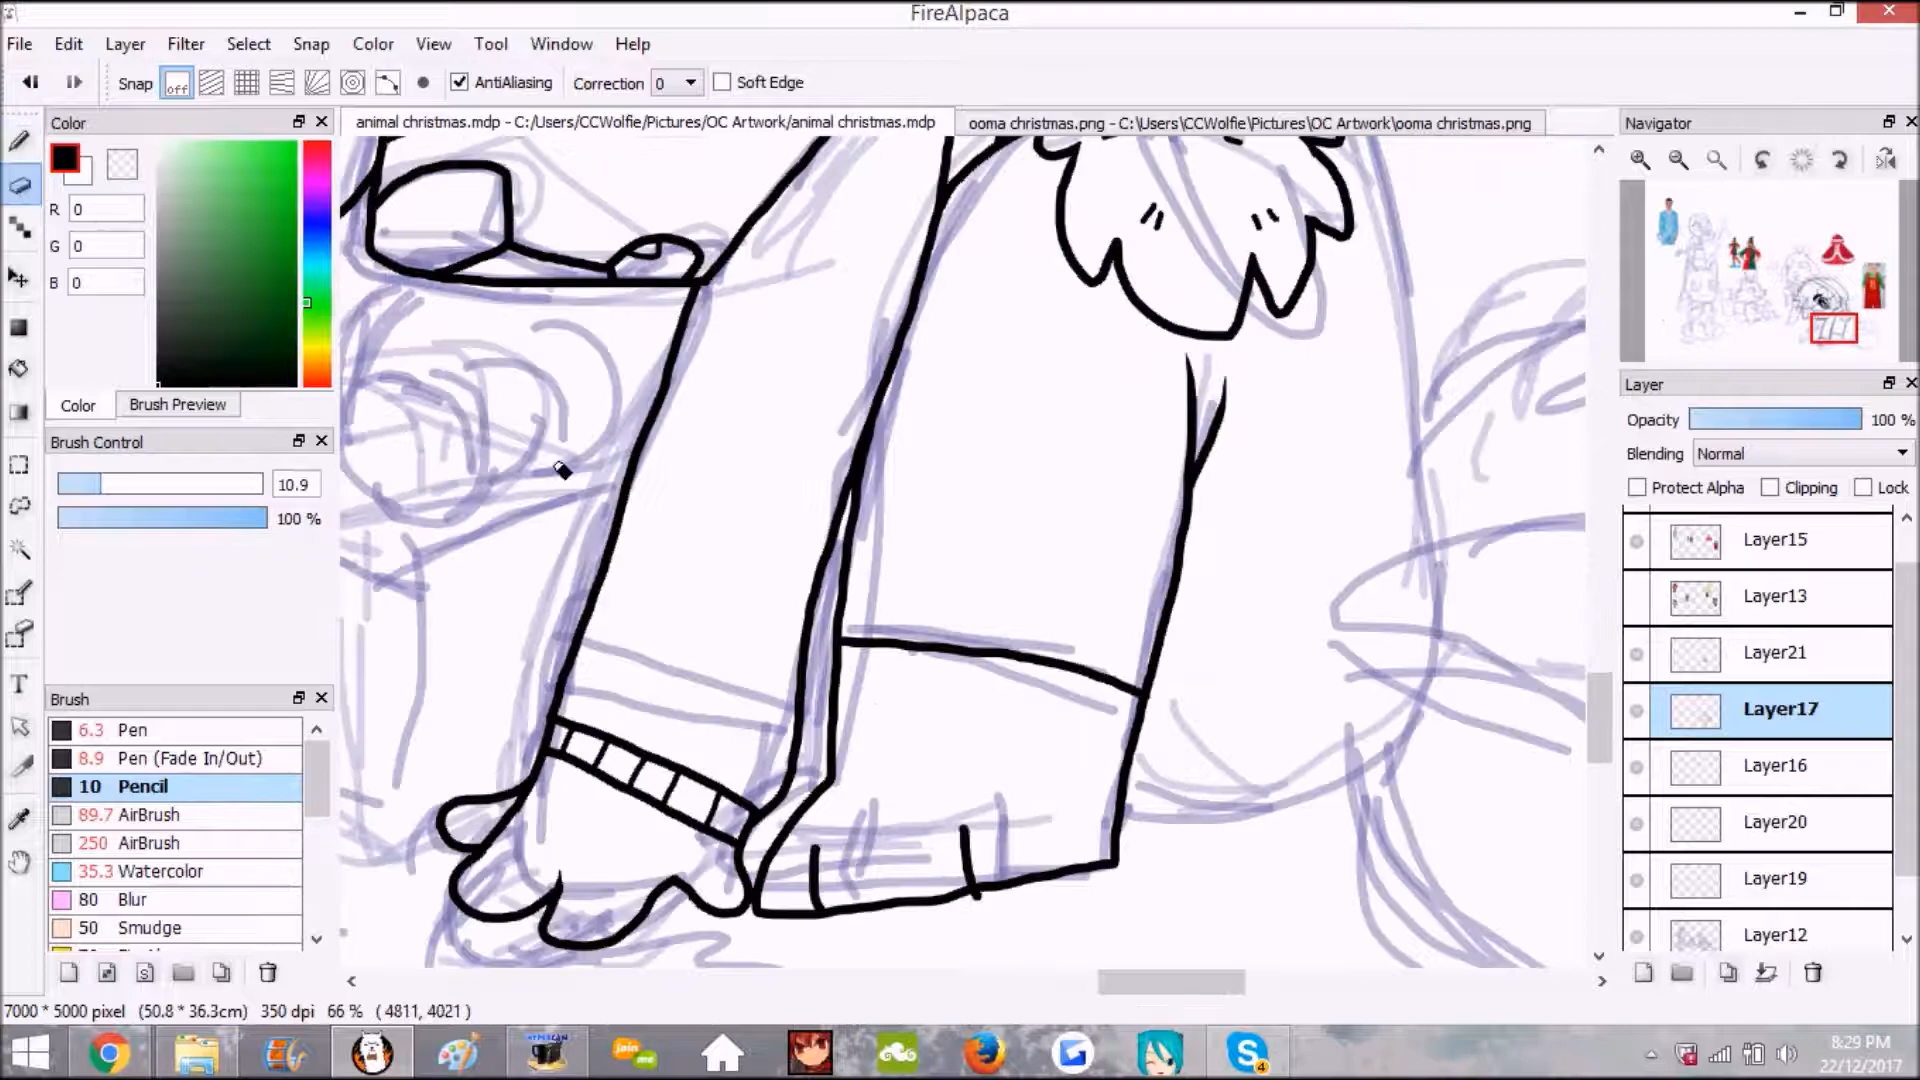 FireAlpaca
File Edit Layer Filter Select Snap Color View Tool Window Help
Snap off AntiAliasing Correction 0 Soft Edge
Color
animal christmas.mdp - C:/Users/CCWolfie/Pictures/OC Artwork/animal christmas.mdp
ooma christmas.png - C:\Users\CCWolfie\Pictures\OC Artwork\ooma christmas.png
Navigator
R 0
G 0
B 0
Color Brush Preview
Brush Control
10.9
100 %
Brush
6.3 Pen
8.9 Pen (Fade In/Out)
10 Pencil
89.7 AirBrush
250 AirBrush
35.3 Watercolor
80 Blur
50 Smudge
Layer
Opacity 100 %
Blending Normal
Protect Alpha Clipping Lock
Layer15
Layer13
Layer21
Layer17
Layer16
Layer20
Layer19
Layer12
T
7000 * 5000 pixel (50.8 * 36.3cm) 350 dpi 66 % ( 4811, 4021 )
HYPERCAM
join me
S 4
8:29 PM
22/12/2017